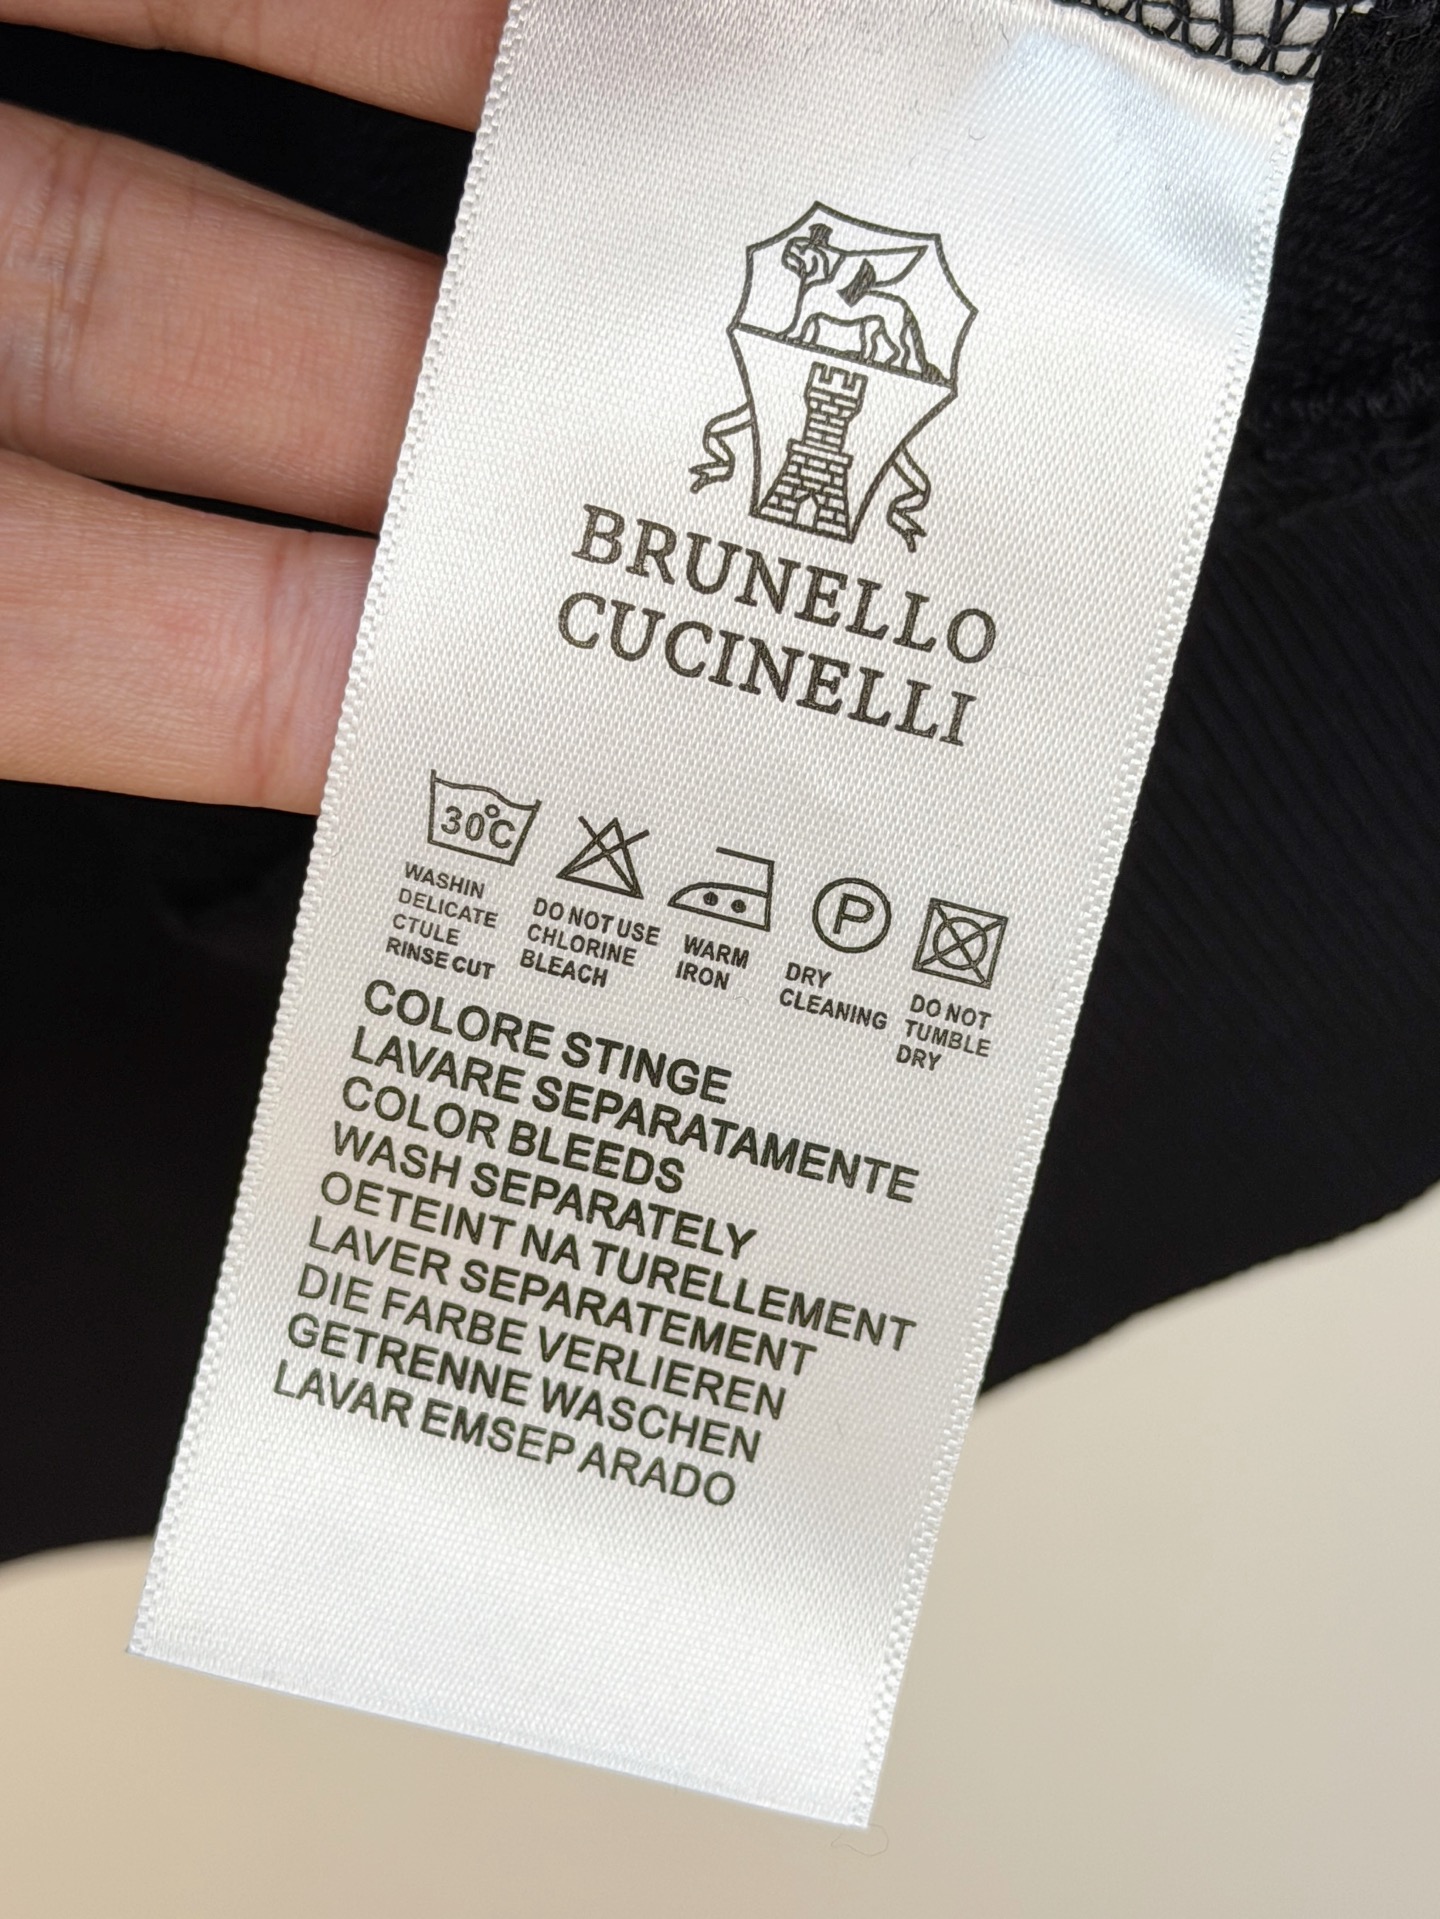 BRUNELLO
CUCINELLI
30°C
WASHIN
DELICATE
CTULE
RINSE CUT
DO NOT USE
CHLORINE
BLEACH
WARM
IRON
P
DRY
CLEANING
DO NOT
TUMBLE
DRY
COLORE STINGE
LAVARE SEPARATAMENTE
COLOR BLEEDS
WASH SEPARATELY
OETEINT NA TURELLEMENT
LAVER SEPARATEMENT
DIE FARBE VERLIEREN
GETRENNE WASCHEN
LAVAR EMSEP ARADO